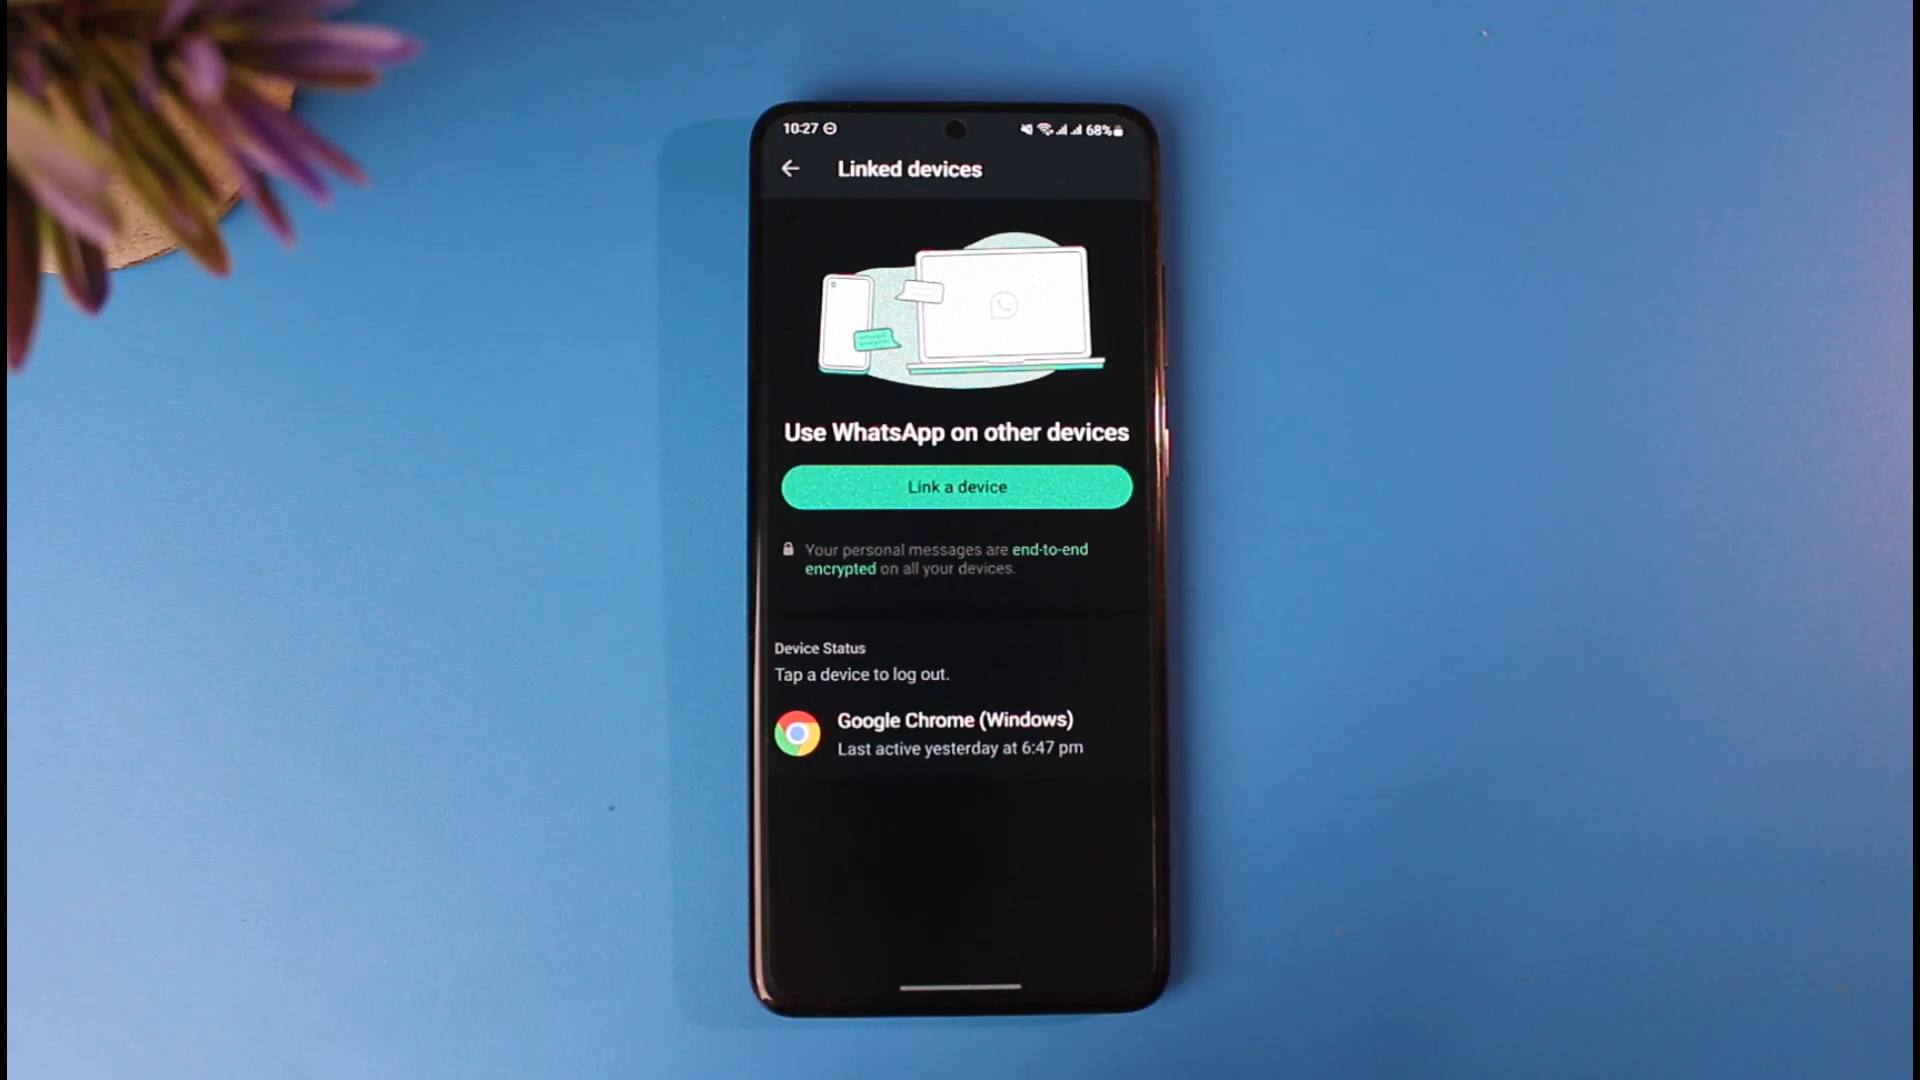 10:27
68%
Linked devices
Use WhatsApp on other devices
Link a device
Your personal messages are end-to-end
encrypted on all your devices.
Device Status
Tap a device to log out.
Google Chrome (Windows)
Last active yesterday at 6:47 pm